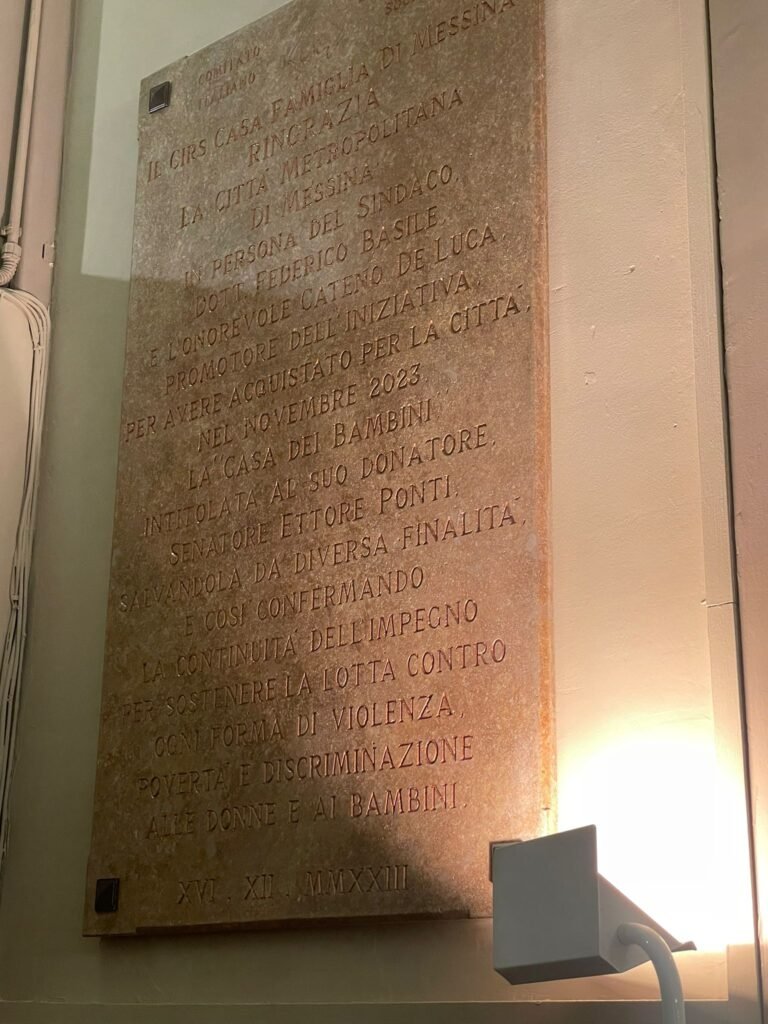 COMITATO
ITALIANO
IL CIRS CASA FAMIGLIA DI MESSINA
RINGRAZIA
LA CITTÀ METROPOLITANA
DI MESSINA
IN PERSONA DEL SINDACO,
DOTT. FEDERICO BASILE,
E L'ONOREVOLE CATENO DE LUCA,
PROMOTORE DELL'INIZIATIVA,
PER AVERE ACQUISTATO PER LA CITTÀ,
NEL NOVEMBRE 2023,
LA "CASA DEI BAMBINI,,
INTITOLATA AL SUO DONATORE,
SENATORE ETTORE PONTI,
SALVANDOLA DA DIVERSA FINALITÀ,
E COSÌ CONFERMANDO
LA CONTINUITÀ DELL'IMPEGNO
PER SOSTENERE LA LOTTA CONTRO
OGNI FORMA DI VIOLENZA,
POVERTÀ E DISCRIMINAZIONE
ALLE DONNE E AI BAMBINI.
XVI . XII . MMXXIII